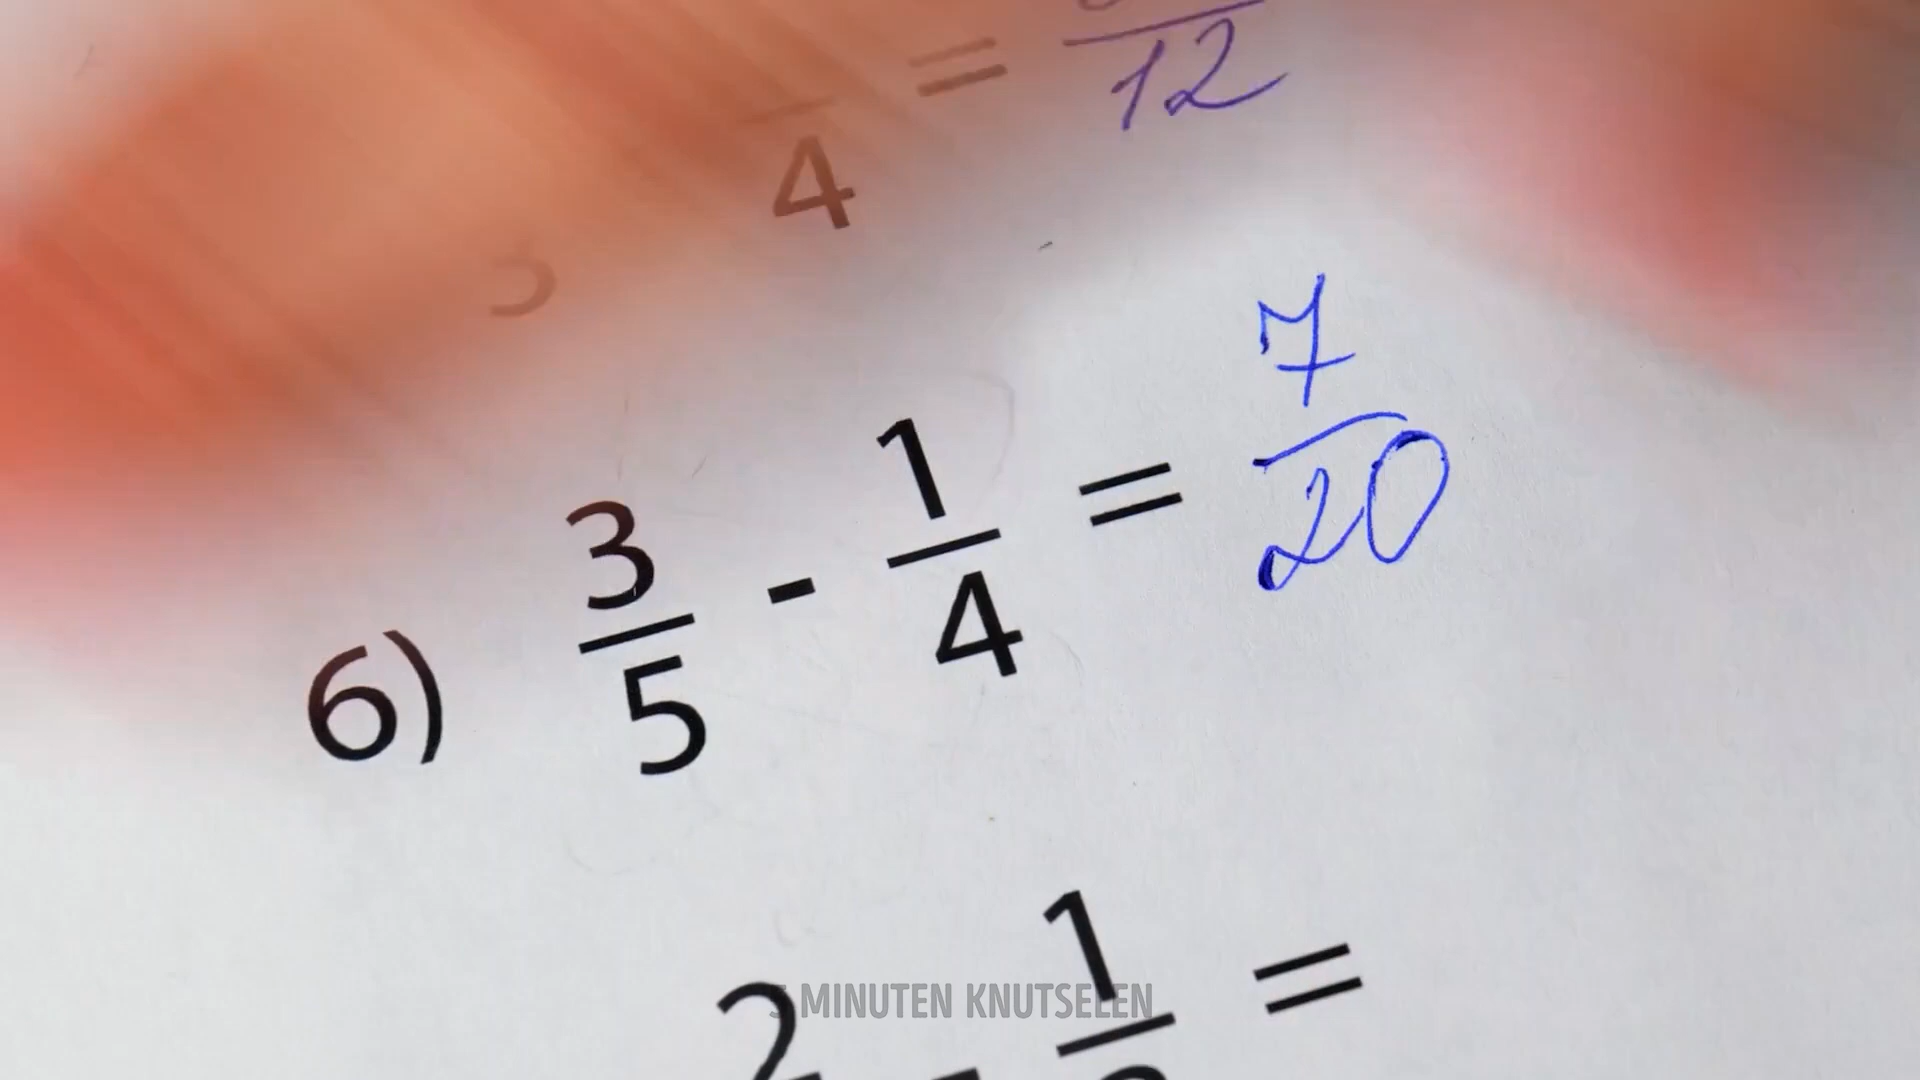 4 = /12
6) 3/5 - 1/4 = 7/20
2 - 1 =
5 MINUTEN KNUTSELEN